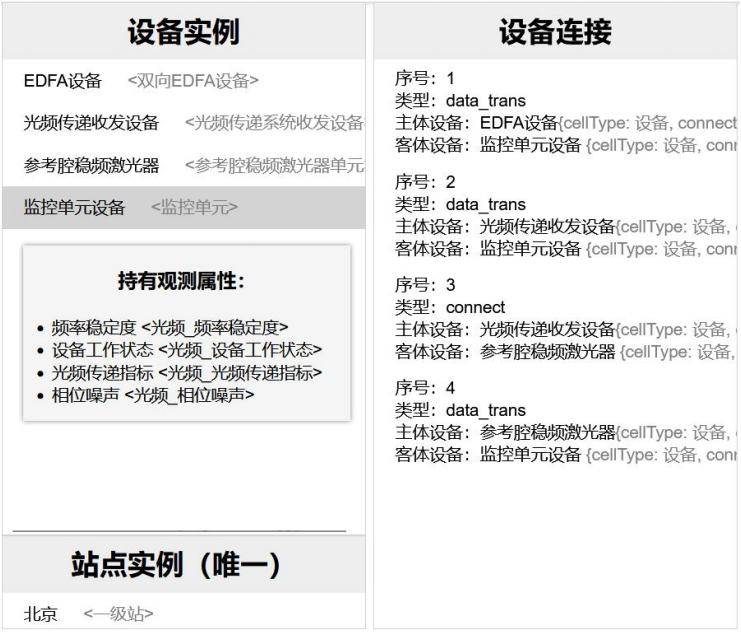 设备实例
EDFA设备 <双向EDFA设备>
光频传递收发设备 <光频传递系统收发设备
参考腔稳频激光器 <参考腔稳频激光器单元
监控单元设备 <监控单元>
持有观测属性：
• 频率稳定度 <光频_频率稳定度>
• 设备工作状态 <光频_设备工作状态>
• 光频传递指标 <光频_光频传递指标>
• 相位噪声 <光频_相位噪声>
站点实例（唯一）
北京 <一级站>
设备连接
序号：1
类型：data_trans
主体设备：EDFA设备{cellType: 设备, connect
客体设备：监控单元设备 {cellType: 设备, conn
序号：2
类型：data_trans
主体设备：光频传递收发设备{cellType: 设备,
客体设备：监控单元设备 {cellType: 设备, conn
序号：3
类型：connect
主体设备：光频传递收发设备{cellType: 设备,
客体设备：参考腔稳频激光器 {cellType: 设备,
序号：4
类型：data_trans
主体设备：参考腔稳频激光器{cellType: 设备,
客体设备：监控单元设备 {cellType: 设备, conn